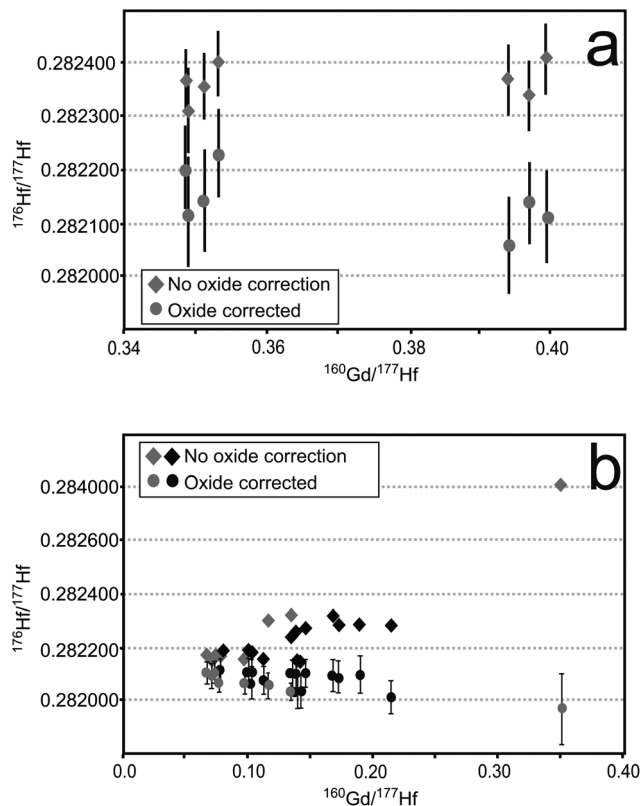 a
0.282400
0.282300
0.282200
0.282100
0.282000
176Hf/177Hf
No oxide correction
Oxide corrected
0.34 0.36 0.38 0.40
160Gd/177Hf
b
0.284000
0.282600
0.282400
0.282200
0.282000
176Hf/177Hf
No oxide correction
Oxide corrected
0.0 0.10 0.20 0.30 0.40
160Gd/177Hf